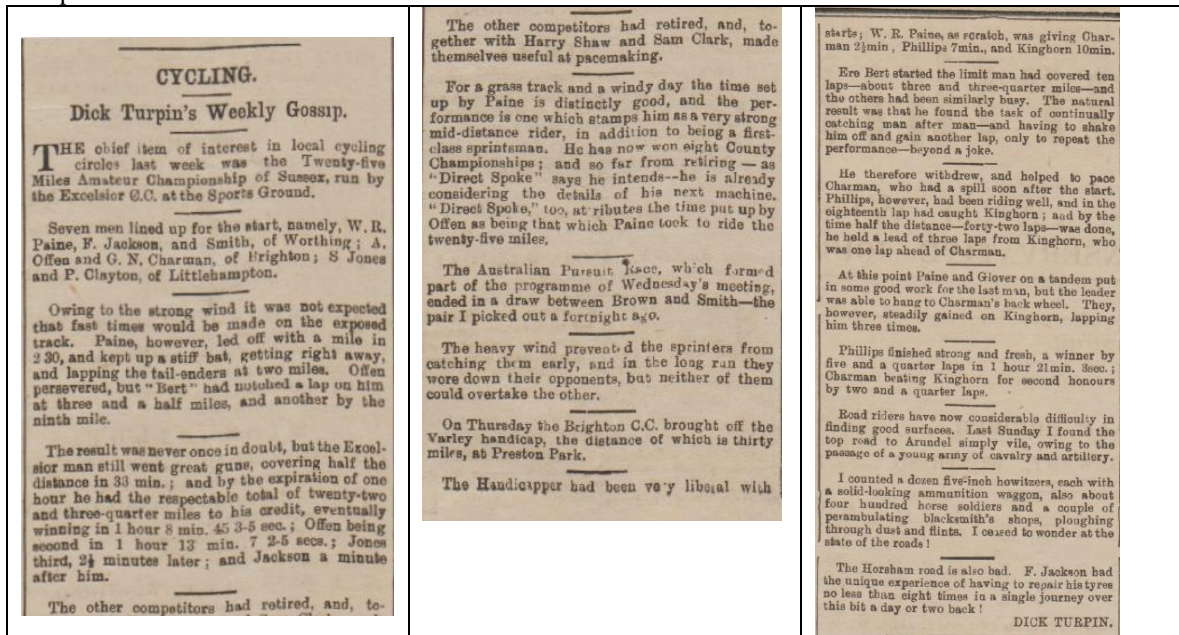 CYCLING.
Dick Turpin's Weekly Gossip.
THE chief item of interest in local cycling
circles last week was the Twenty-five
Miles Amateur Championship of Sussex, run by
the Excelsior C.C. at the Sports Ground.
Seven men lined up for the start, namely, W. R.
Paine, F. Jackson, and Smith, of Worthing; A.
Offen and G. N. Charman, of Brighton; S Jones
and P. Clayton, of Littlehampton.
Owing to the strong wind it was not expected
that fast times would be made on the exposed
track. Paine, however, led off with a mile in
2 30, and kept up a stiff bat, getting right away,
and lapping the tail-enders at two miles. Offen
persevered, but "Bert" had notched a lap on him
at three and a half miles, and another by the
ninth mile.
The result was never once in doubt, but the Excel-
sior man still went great guns, covering half the
distance in 33 min.; and by the expiration of one
hour he had the respectable total of twenty-two
and three-quarter miles to his credit, eventually
winning in 1 hour 8 min. 45 3-5 sec.; Offen being
second in 1 hour 13 min. 7 2-5 secs.; Jones
third, 2½ minutes later; and Jackson a minute
after him.
The other competitors had retired, and, to-
The other competitors had retired, and, to-
gether with Harry Shaw and Sam Clark, made
themselves useful at pacemaking.
For a grass track and a windy day the time set
up by Paine is distinctly good, and the per-
formance is one which stamps him as a very strong
mid-distance rider, in addition to being a first-
class sprintsman. He has now won eight County
Championships; and so far from retiring — as
"Direct Spoke" says he intends--he is already
considering the details of his next machine.
"Direct Spoke," too, at ributes the time put up by
Offen as being that which Paine took to ride the
twenty-five miles.
The Australian Pursuit Race, which formed
part of the programme of Wednesday's meeting,
ended in a draw between Brown and Smith—the
pair I picked out a fortnight ago.
The heavy wind prevent d the sprinters from
catching them early, and in the long run they
wore down their opponents, but neither of them
could overtake the other.
On Thursday the Brighton C.C. brought off the
Varley handicap, the distance of which is thirty
miles, at Preston Park.
The Handicapper had been very liberal with
starts; W. R. Paine, as scratch, was giving Char-
man 2½min, Phillips 7min., and Kinghorn 10min.
Ere Bert started the limit man had covered ten
laps—about three and three-quarter miles—and
the others had been similarly busy. The natural
result was that he found the task of continually
catching man after man—and having to shake
him off and gain another lap, only to repeat the
performance—beyond a joke.
He therefore withdrew, and helped to pace
Charman, who had a spill soon after the start.
Phillips, however, had been riding well, and in the
eighteenth lap had caught Kinghorn; and by the
time half the distance—forty-two laps—was done,
he held a lead of three laps from Kinghorn, who
was one lap ahead of Charman.
At this point Paine and Glover on a tandem put
in some good work for the last man, but the leader
was able to hang to Charman's back wheel. They,
however, steadily gained on Kinghorn, lapping
him three times.
Phillips finished strong and fresh, a winner by
five and a quarter laps in 1 hour 21min. 3sec.;
Charman beating Kinghorn for second honours
by two and a quarter laps.
Road riders have now considerable difficulty in
finding good surfaces. Last Sunday I found the
top road to Arundel simply vile, owing to the
passage of a young army of cavalry and artillery.
I counted a dozen five-inch howitzers, each with
a solid-looking ammunition waggon, also about
four hundred horse soldiers and a couple of
perambulating blacksmith's shops, ploughing
through dust and flints. I ceased to wonder at the
state of the roads!
The Horsham road is also bad. F. Jackson had
the unique experience of having to repair his tyres
no less than eight times in a single journey over
this bit a day or two back!
DICK TURPIN.